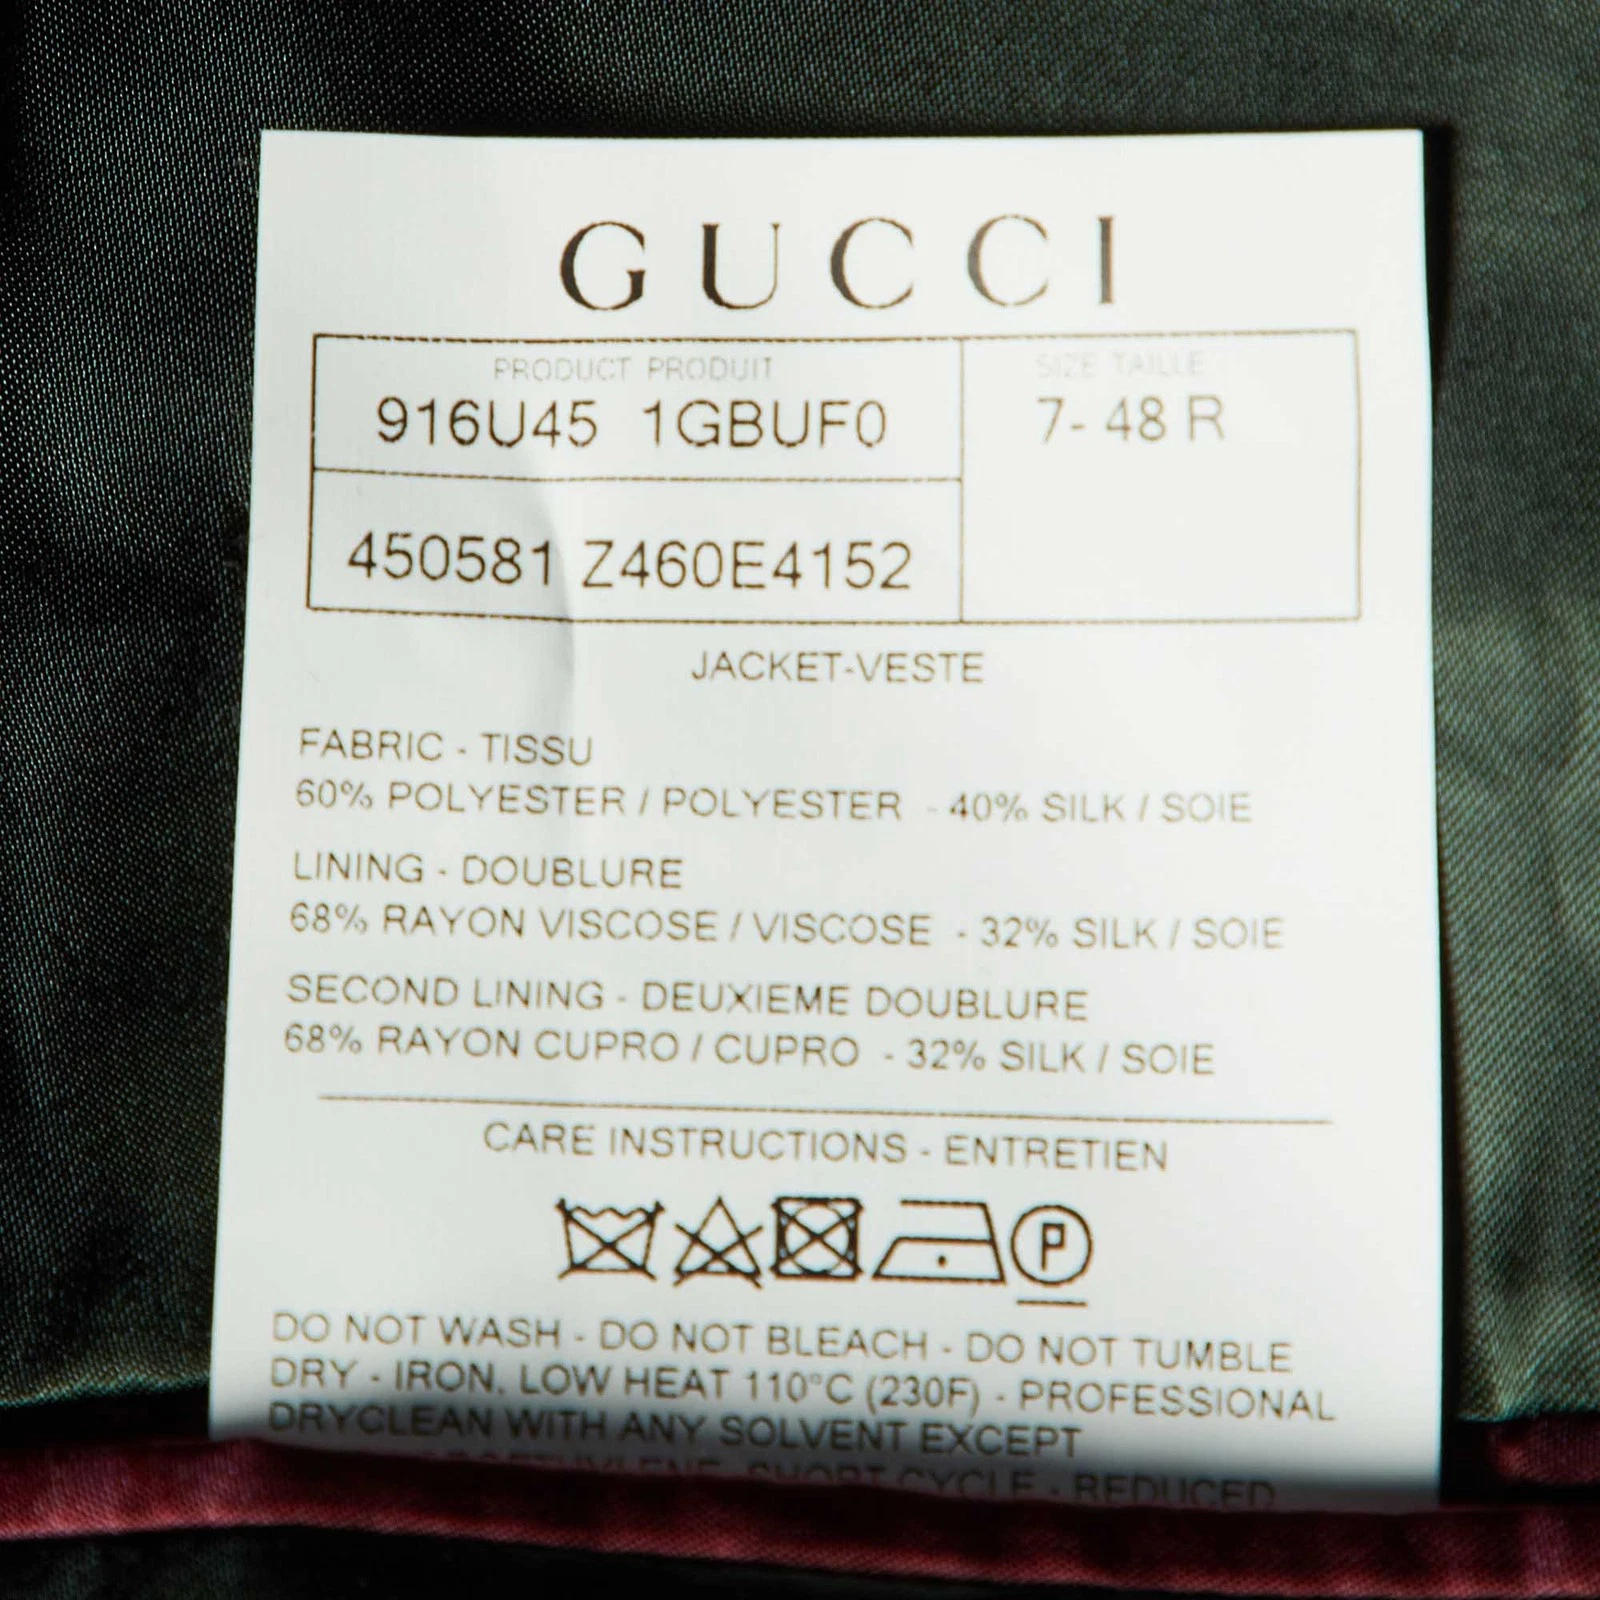 GUCCI
PRODUCT PRODUIT
916U45 1GBUF0
SIZE TAILLE
7- 48 R
450581 Z460E4152
JACKET-VESTE
FABRIC - TISSU
60% POLYESTER / POLYESTER - 40% SILK / SOIE
LINING - DOUBLURE
68% RAYON VISCOSE / VISCOSE - 32% SILK / SOIE
SECOND LINING - DEUXIEME DOUBLURE
68% RAYON CUPRO / CUPRO - 32% SILK / SOIE
CARE INSTRUCTIONS - ENTRETIEN
P
DO NOT WASH - DO NOT BLEACH - DO NOT TUMBLE
DRY - IRON, LOW HEAT 110°C (230F) - PROFESSIONAL
DRYCLEAN WITH ANY SOLVENT EXCEPT
SHORT CYCLE - REDUCED